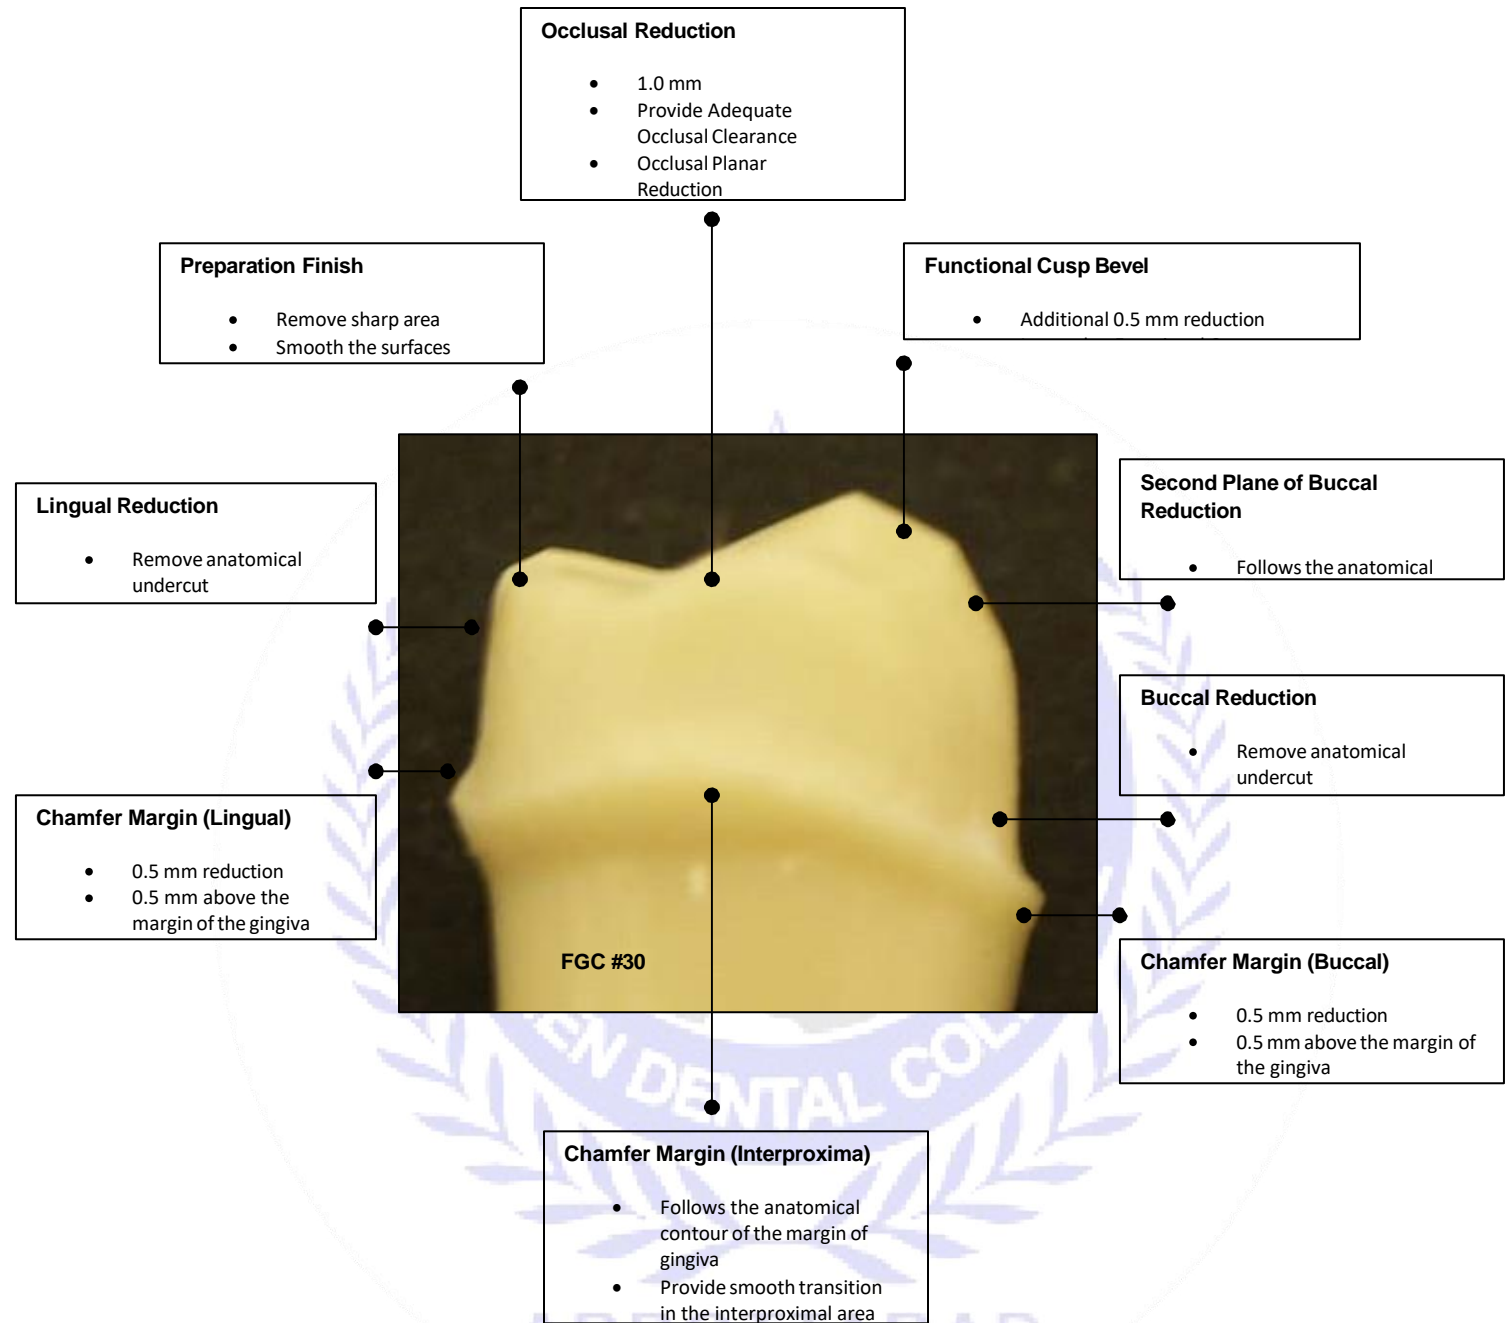 Occlusal Reduction
• 1.0 mm
• Provide Adequate
Occlusal Clearance
• Occlusal Planar
Reduction
Preparation Finish
• Remove sharp area
• Smooth the surfaces
Functional Cusp Bevel
• Additional 0.5 mm reduction
Lingual Reduction
• Remove anatomical
undercut
Second Plane of Buccal
Reduction
• Follows the anatomical
Buccal Reduction
• Remove anatomical
undercut
Chamfer Margin (Lingual)
• 0.5 mm reduction
• 0.5 mm above the
margin of the gingiva
FGC #30
Chamfer Margin (Buccal)
• 0.5 mm reduction
• 0.5 mm above the margin of
the gingiva
EN DENTAL COL
Chamfer Margin (Interproxima)
• Follows the anatomical
contour of the margin of
gingiva
• Provide smooth transition
in the interproximal area